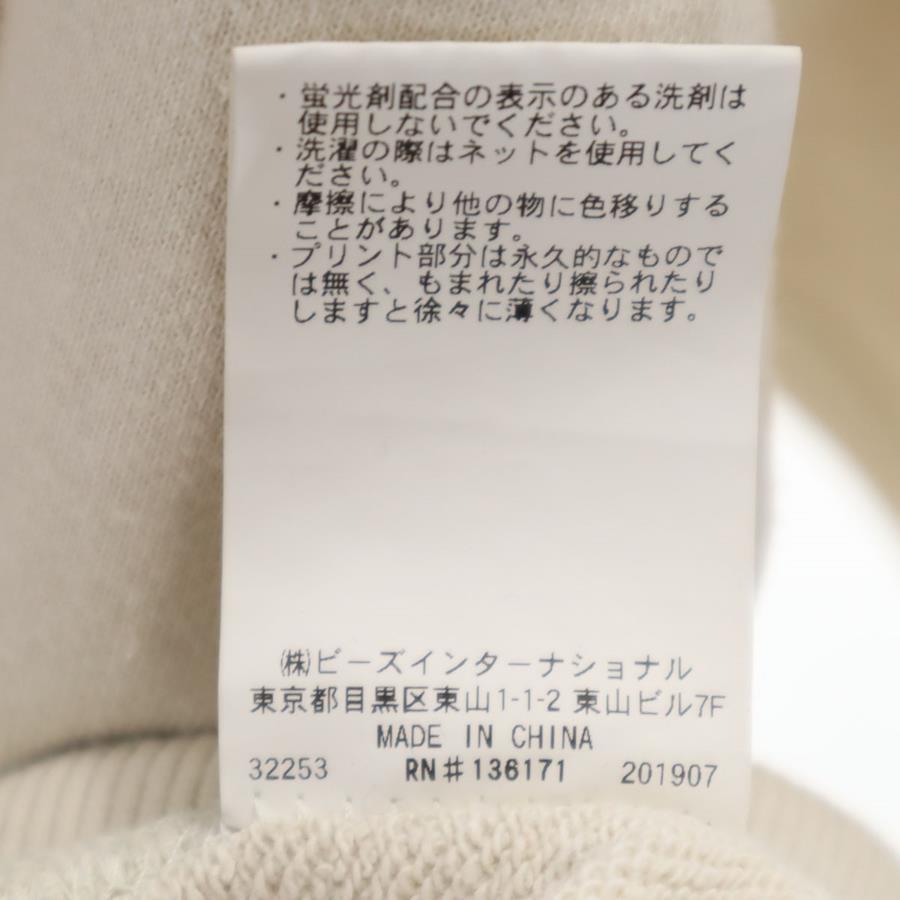 ・蛍光剤配合の表示のある洗剤は
使用しないでください。
・洗濯の際はネットを使用してく
ださい。
・摩擦により他の物に色移りする
ことがあります。
・プリント部分は永久的なもので
は無く、もまれたり擦られたり
しますと徐々に薄くなります。
㈱ビーズインターナショナル
東京都目黒区東山1-1-2 東山ビル7F
MADE IN CHINA
32253 RN#136171 201907